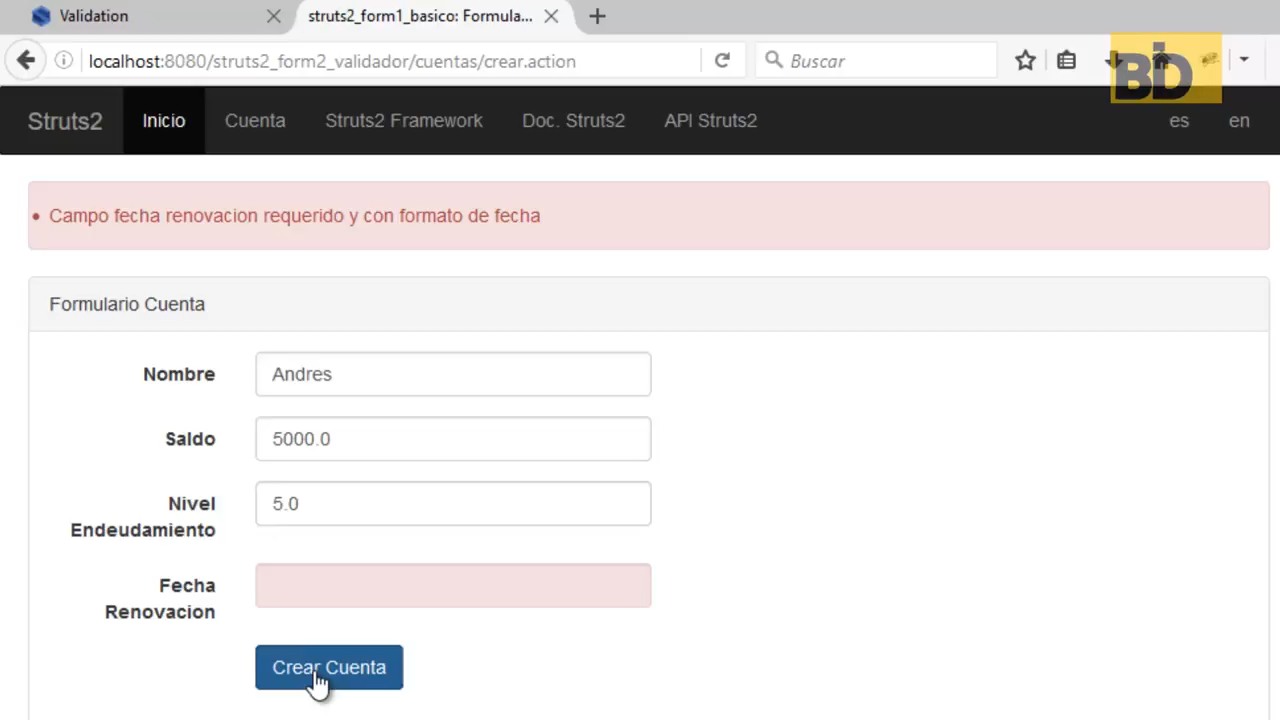 Validation
struts2_form1_basico: Formula...
localhost:8080/struts2_form2_validador/cuentas/crear.action
Buscar
BiD
Struts2 Inicio Cuenta Struts2 Framework Doc. Struts2 API Struts2 es en
Campo fecha renovacion requerido y con formato de fecha
Formulario Cuenta
Nombre Andres
Saldo 5000.0
Nivel 5.0
Endeudamiento
Fecha
Renovacion
Crear Cuenta